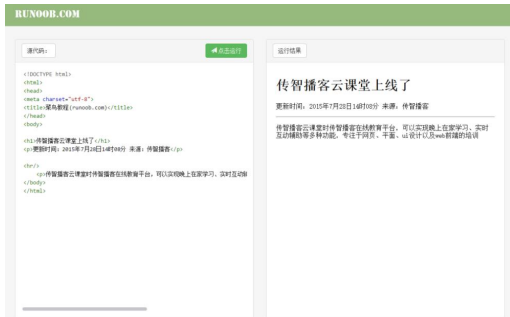 RUNOOB.COM
源代码：
点击运行
<!DOCTYPE html>
<html>
<head>
<meta charset="utf-8">
<title>菜鸟教程(runoob.com)</title>
</head>
<body>
<h1>传智播客云课堂上线了</h1>
<p>更新时间：2015年7月28日14时08分 来源：传智播客</p>
<hr/>
<p>传智播客云课堂时传智播客在线教育平台，可以实现晚上在家学习、实时互动辅
</body>
</html>
运行结果
传智播客云课堂上线了
更新时间：2015年7月28日14时08分 来源：传智播客
传智播客云课堂时传智播客在线教育平台，可以实现晚上在家学习、实时
互动辅助等多种功能，专注于网页、平面、ui设计以及web前端的培训